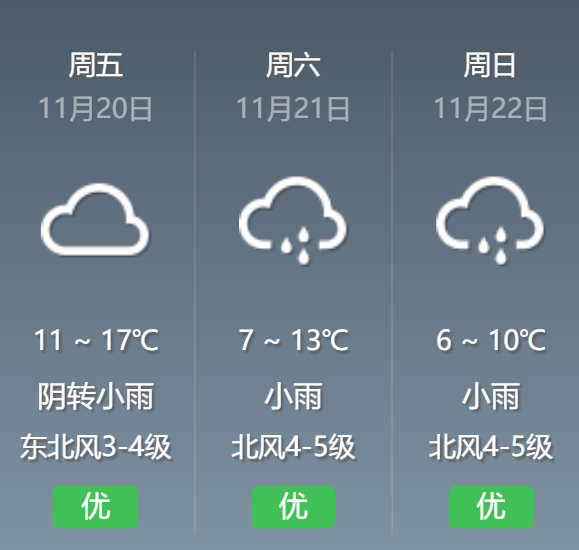 周五
11月20日
11 ~ 17℃
阴转小雨
东北风3-4级
优
周六
11月21日
7 ~ 13℃
小雨
北风4-5级
优
周日
11月22日
6 ~ 10℃
小雨
北风4-5级
优